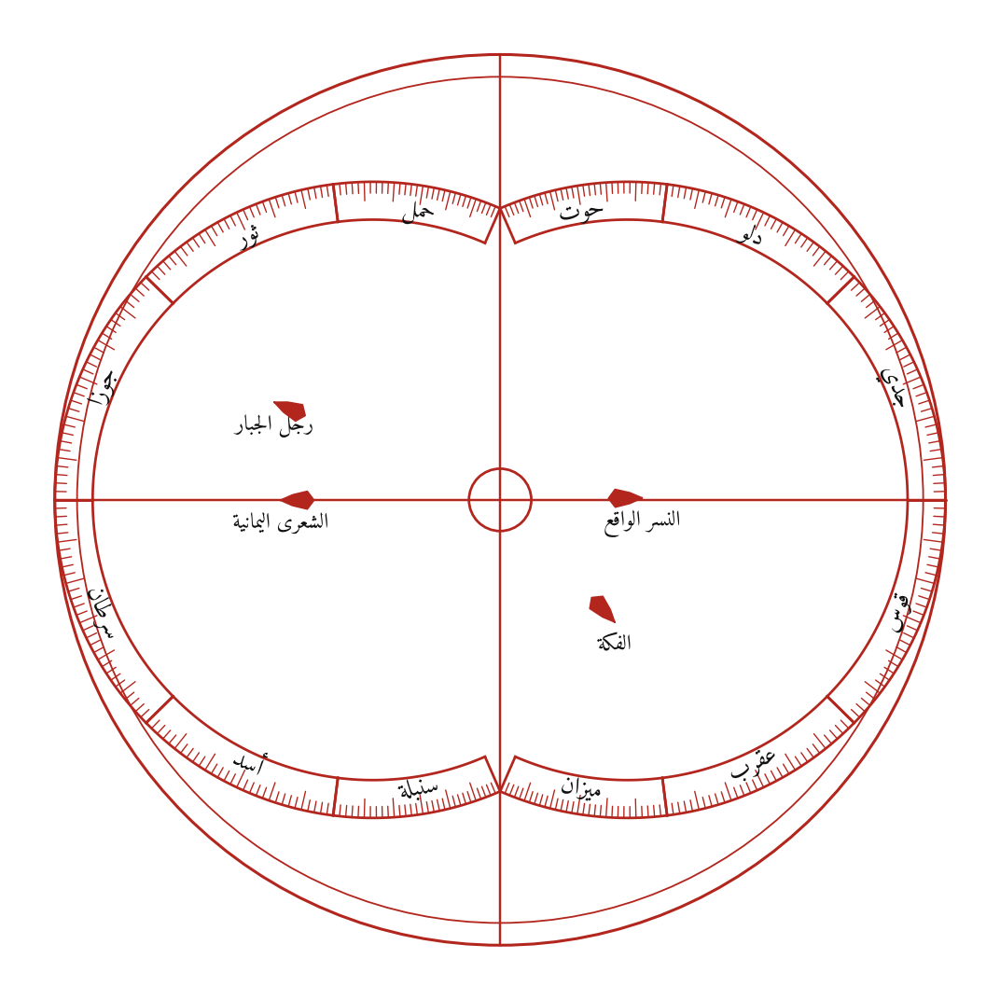 حمل
حوت
ثور
دلو
جوزا
جدي
رجل الجبار
الشعرى اليمانية
النسر الواقع
سرطان
قوس
الفكة
أسد
عقرب
سنبلة
ميزان